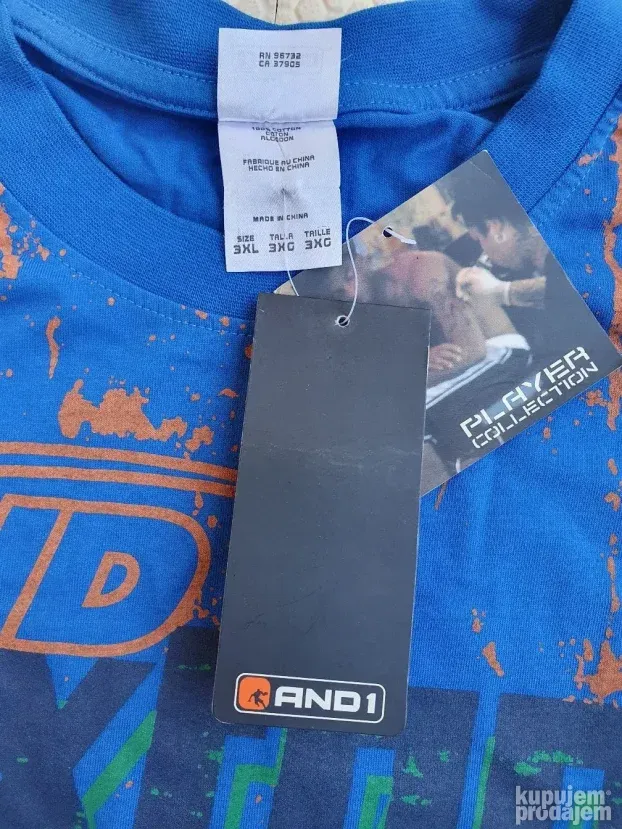 RN 96732
CA 37905
100% COTTON
COTON
ALGODON
FABRIQUE AU CHINA
HECHO EN CHINA
MADE IN CHINA
SIZE TALLA TAILLE
3XL 3XG 3XG
PLAYER
COLLECTION
D
D
AND1
kupujem
prodajem